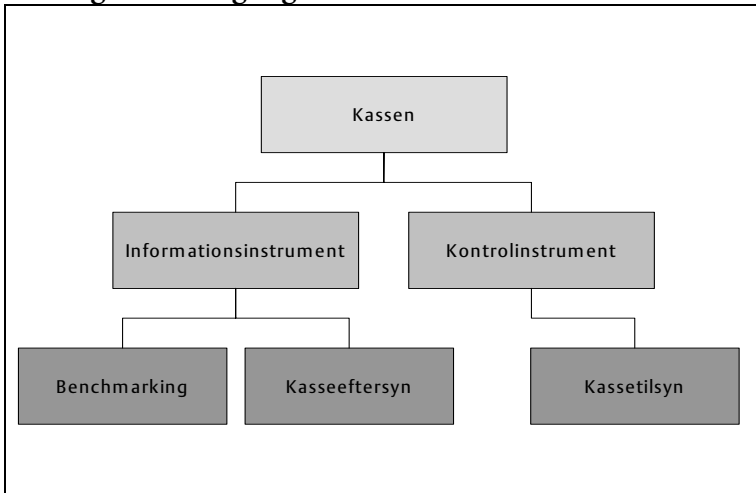 Kassen
Informationsinstrument
Kontrolinstrument
Benchmarking
Kasseeftersyn
Kassetilsyn